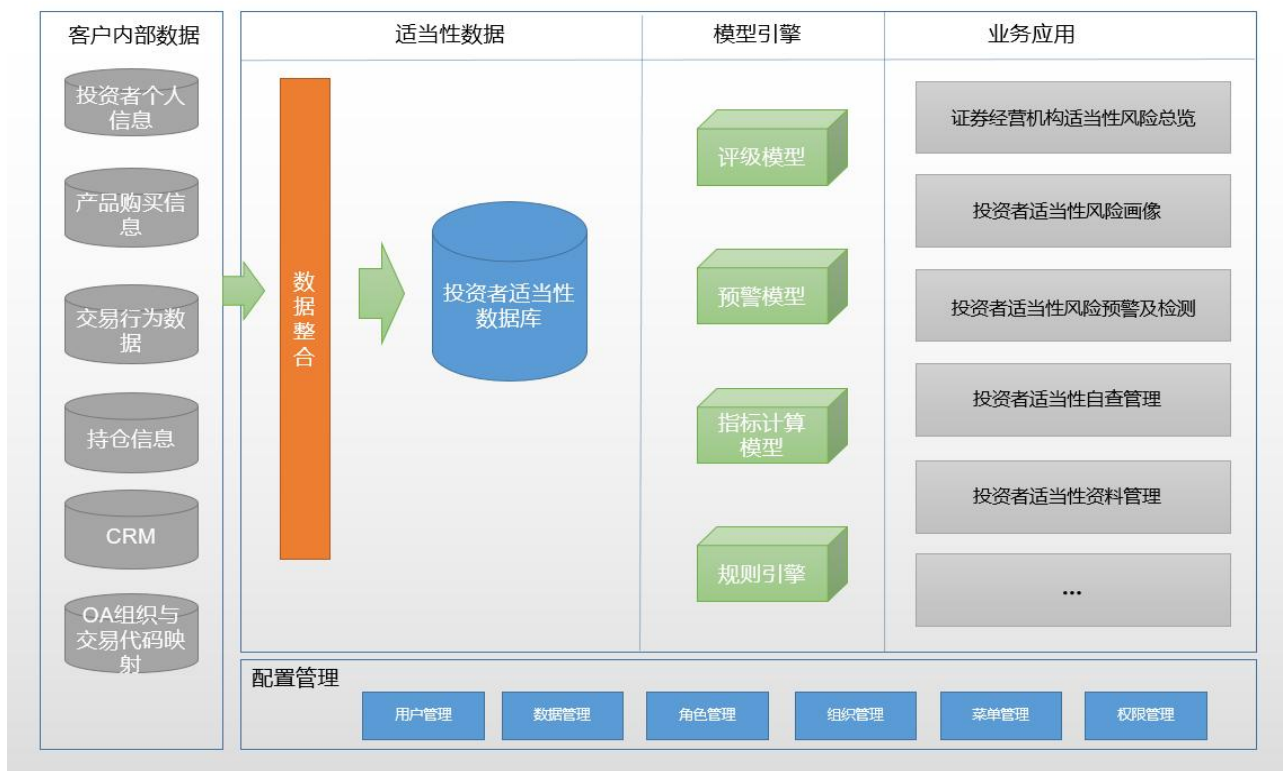 客户内部数据
投资者个人
信息
产品购买信
息
交易行为数
据
持仓信息
CRM
OA组织与
交易代码映
射
适当性数据
数
据
整
合
投资者适当性
数据库
模型引擎
评级模型
预警模型
指标计算
模型
规则引擎
业务应用
证券经营机构适当性风险总览
投资者适当性风险画像
投资者适当性风险预警及检测
投资者适当性自查管理
投资者适当性资料管理
...
配置管理
用户管理
数据管理
角色管理
组织管理
菜单管理
权限管理